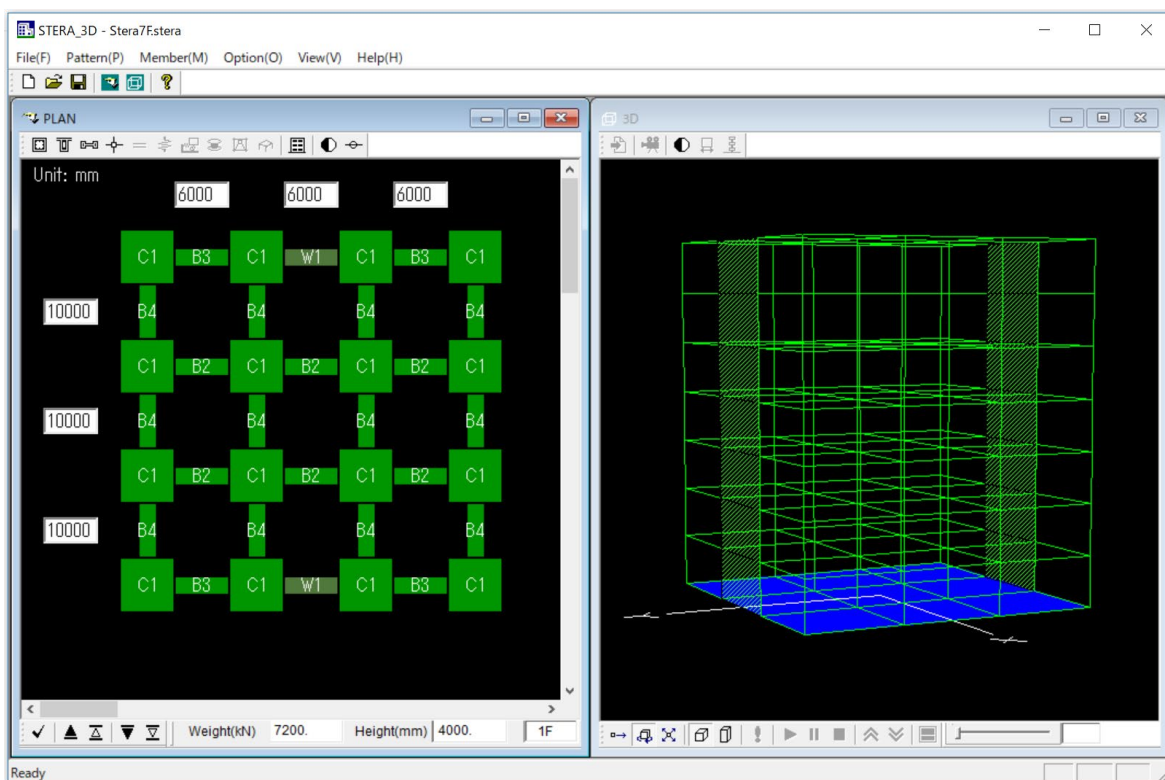 STERA_3D - Stera7F.stera
File(F) Pattern(P) Member(M) Option(O) View(V) Help(H)
PLAN
Unit: mm
6000 6000 6000
C1 B3 C1 W1 C1 B3 C1
10000 B4 B4 B4 B4
C1 B2 C1 B2 C1 B2 C1
10000 B4 B4 B4 B4
C1 B2 C1 B2 C1 B2 C1
10000 B4 B4 B4 B4
C1 B3 C1 W1 C1 B3 C1
Weight(kN) 7200. Height(mm) 4000. 1F
3D
Ready